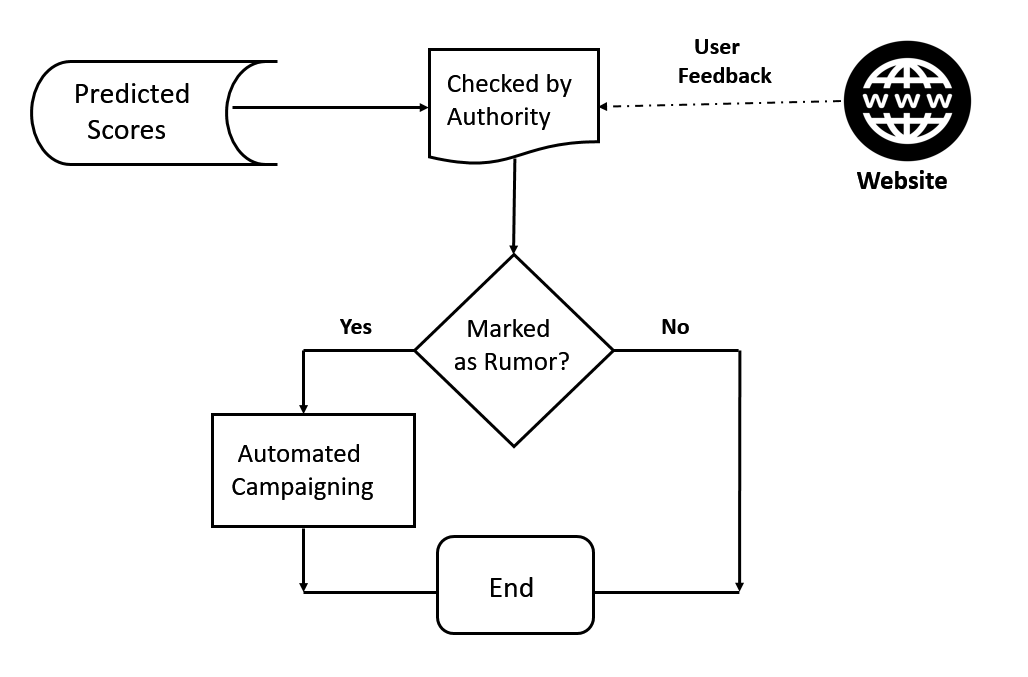 Predicted
Scores
Checked by
Authority
User
Feedback
WWW
Website
Marked
as Rumor?
Yes
No
Automated
Campaigning
End